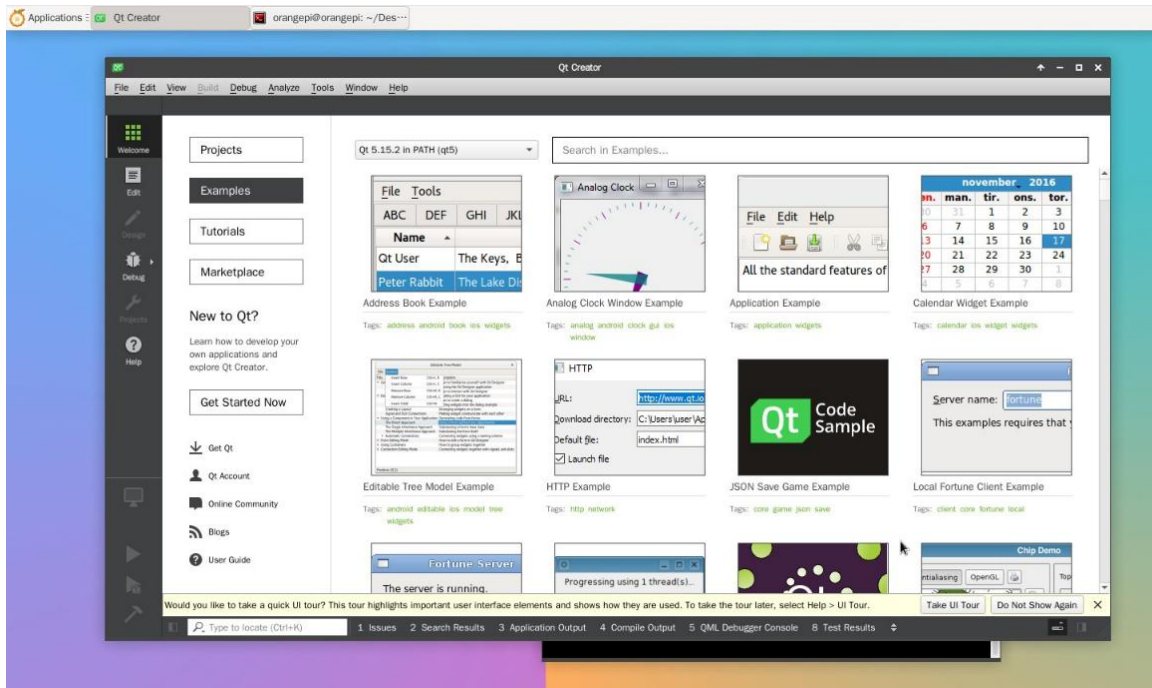 Applications
Qt Creator
orangepi@orangepi: ~/Des···
Qt Creator
File Edit View Build Debug Analyze Tools Window Help
Welcome
Edit
Design
Debug
Projects
Help
Projects
Examples
Tutorials
Marketplace
New to Qt?
Learn how to develop your
own applications and
explore Qt Creator.
Get Started Now
Get Qt
Qt Account
Online Community
Blogs
User Guide
Qt 5.15.2 in PATH (qt5)
Search in Examples...
File Tools
ABC DEF GHI JKL
Name
Qt User The Keys, B
Peter Rabbit The Lake Di
Address Book Example
Tags: address android book ios widgets
Analog Clock
Analog Clock Window Example
Tags: analog android clock gui ios
window
File Edit Help
All the standard features of
Application Example
Tags: application widgets
november 2016
man. tir. ons. tor.
31 1 2 3
7 8 9 10
14 15 16 17
21 22 23 24
28 29 30 1
5 6 7 8
Calendar Widget Example
Tags: calendar ios widget widgets
Editable Tree Model Example
Tags: android editable ios model tree
widgets
HTTP
URL: http://www.qt.io
Download directory: C:\Users\user\Ap
Default file: index.html
Launch file
HTTP Example
Tags: http network
Qt Code
Sample
JSON Save Game Example
Tags: core game json save
Server name: fortune
This examples requires that
Local Fortune Client Example
Tags: client core fortune local
Fortune Server
The server is running.
Progressing using 1 thread(s)...
Chip Demo
OpenGL
Top
Would you like to take a quick UI tour? This tour highlights important user interface elements and shows how they are used. To take the tour later, select Help > UI Tour.
Take UI Tour
Do Not Show Again
Type to locate (Ctrl+K)
1 Issues 2 Search Results 3 Application Output 4 Compile Output 5 QML Debugger Console 8 Test Results